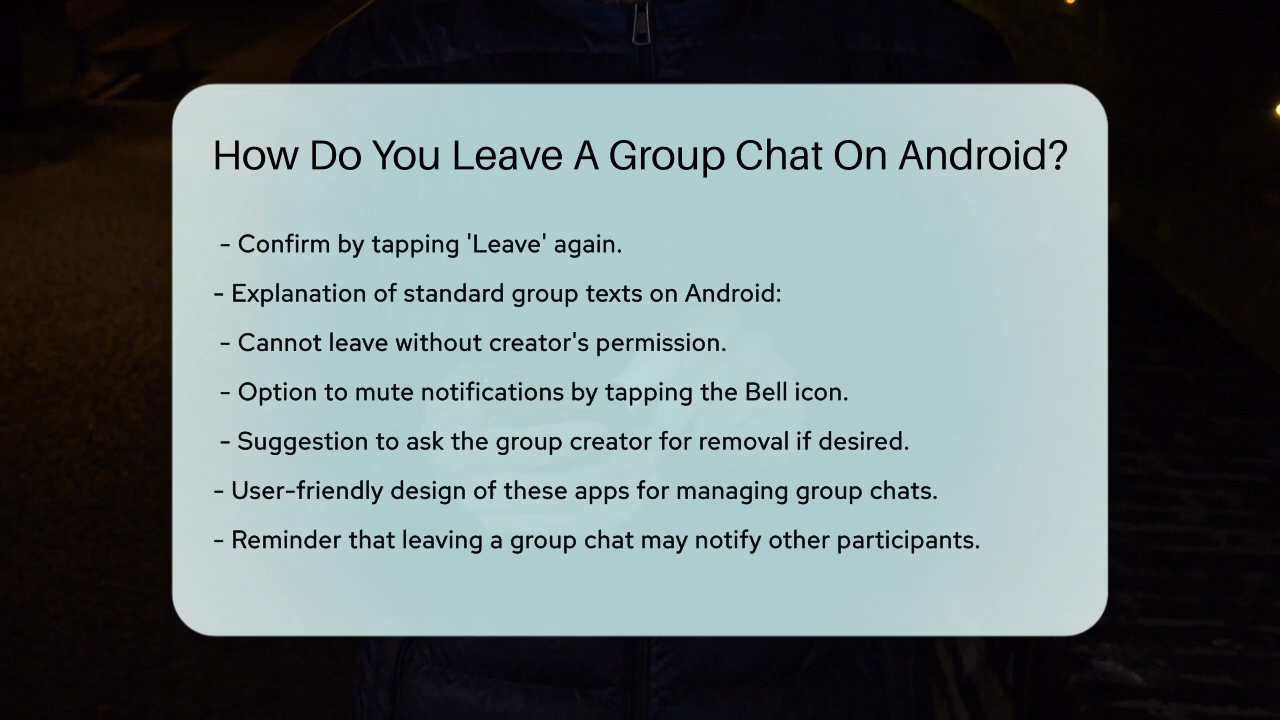 How Do You Leave A Group Chat On Android?
- Confirm by tapping 'Leave' again.
- Explanation of standard group texts on Android:
- Cannot leave without creator's permission.
- Option to mute notifications by tapping the Bell icon.
- Suggestion to ask the group creator for removal if desired.
- User-friendly design of these apps for managing group chats.
- Reminder that leaving a group chat may notify other participants.